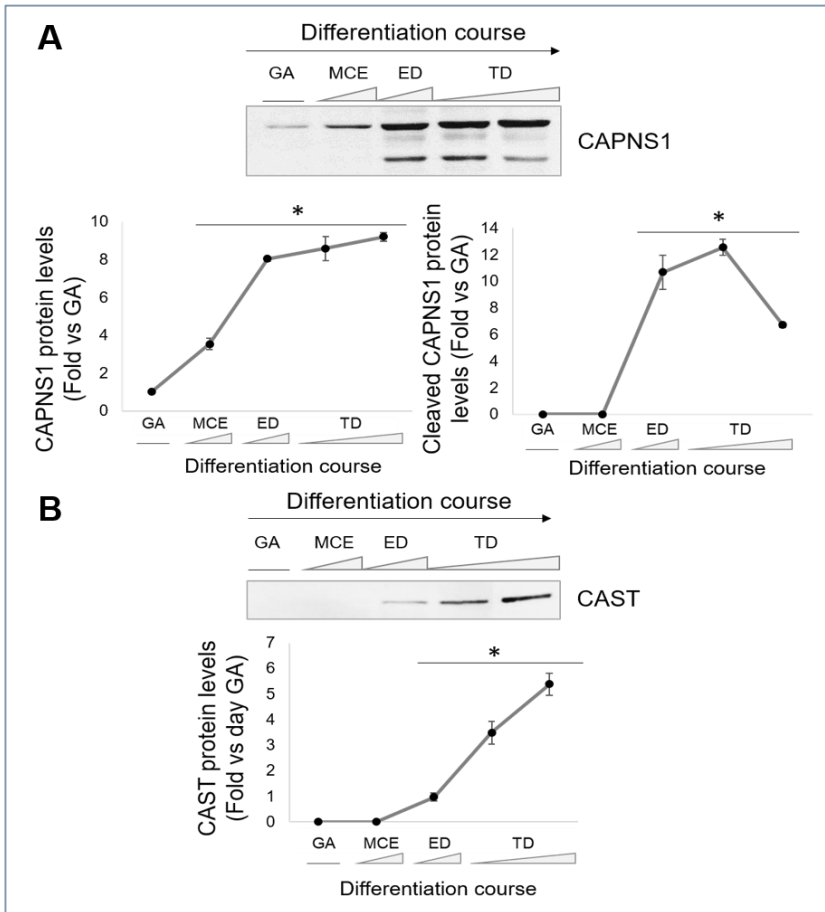 A
Differentiation course
GA MCE ED TD
CAPNS1
CAPNS1 protein levels
(Fold vs GA)
10
8
6
4
2
0
*
GA MCE ED TD
Differentiation course
Cleaved CAPNS1 protein
levels (Fold vs GA)
14
12
10
8
6
4
2
0
*
GA MCE ED TD
Differentiation course
B
Differentiation course
GA MCE ED TD
CAST
CAST protein levels
(Fold vs day GA)
7
6
5
4
3
2
1
0
*
GA MCE ED TD
Differentiation course